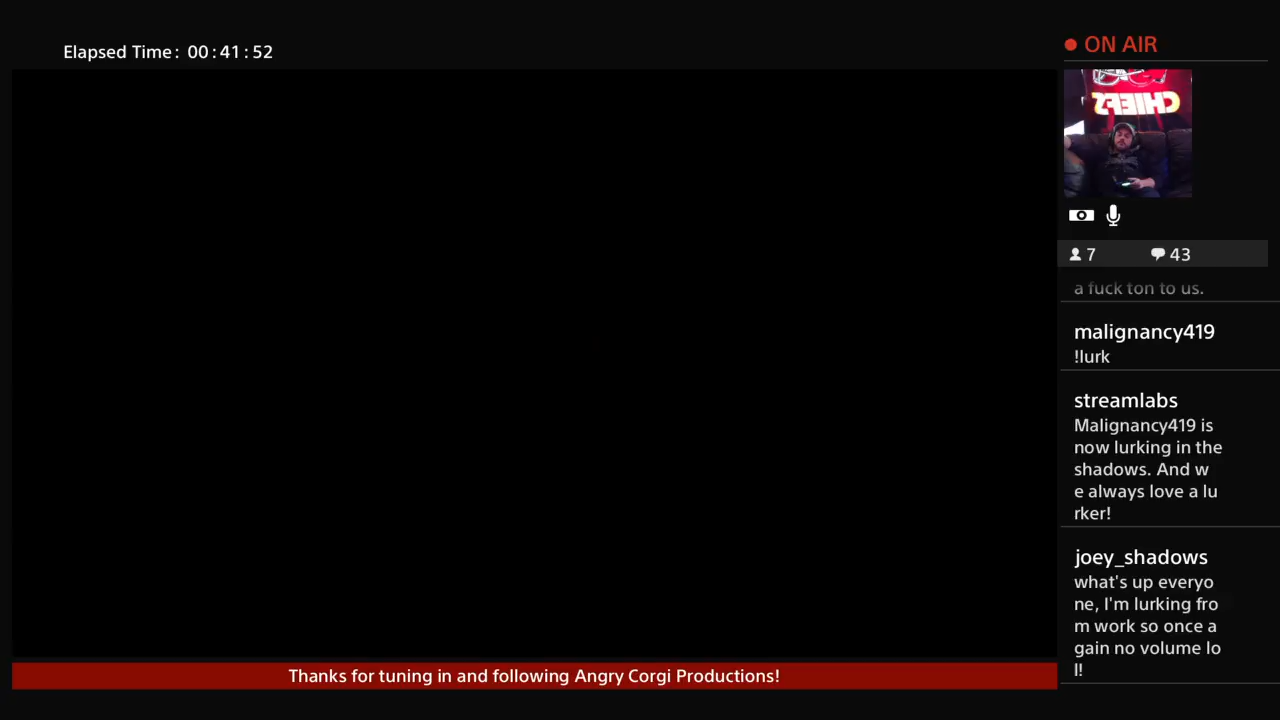 Elapsed Time: 00:41:52
ON AIR
CHIEFS
7 43
a fuck ton to us.
malignancy419
!lurk
streamlabs
Malignancy419 is
now lurking in the
shadows. And w
e always love a lu
rker!
joey_shadows
what's up everyo
ne, I'm lurking fro
m work so once a
gain no volume lo
l!
Thanks for tuning in and following Angry Corgi Productions!